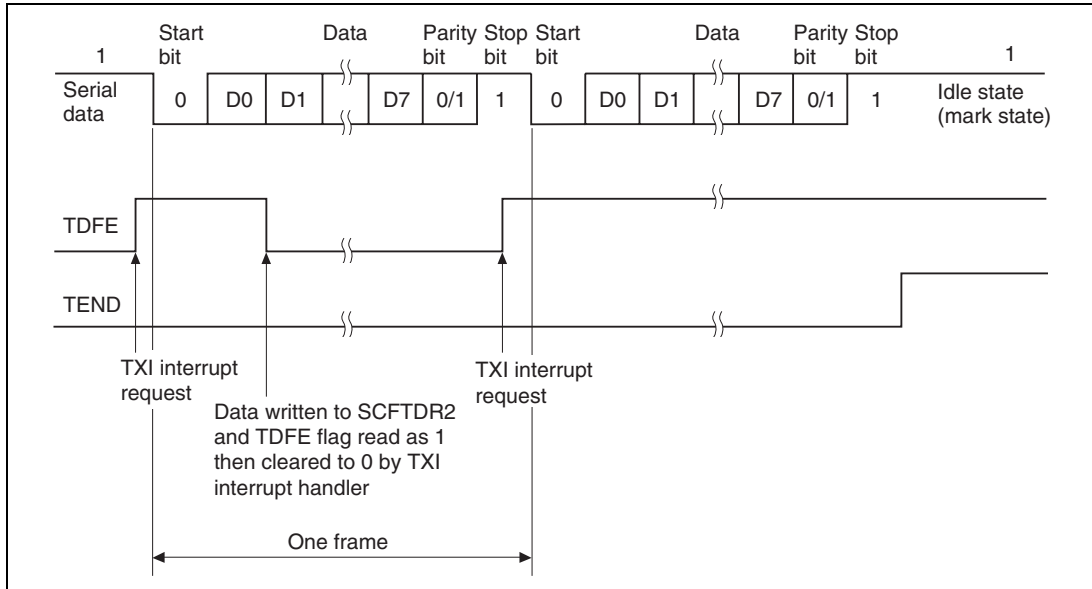 Start Data Parity Stop Start Data Parity Stop
1 bit bit bit bit bit bit 1
Serial 0 D0 D1 D7 0/1 1 0 D0 D1 D7 0/1 1 Idle state
data (mark state)
TDFE
TEND
TXI interrupt
request
Data written to SCFTDR2
and TDFE flag read as 1
then cleared to 0 by TXI
interrupt handler
TXI interrupt
request
One frame